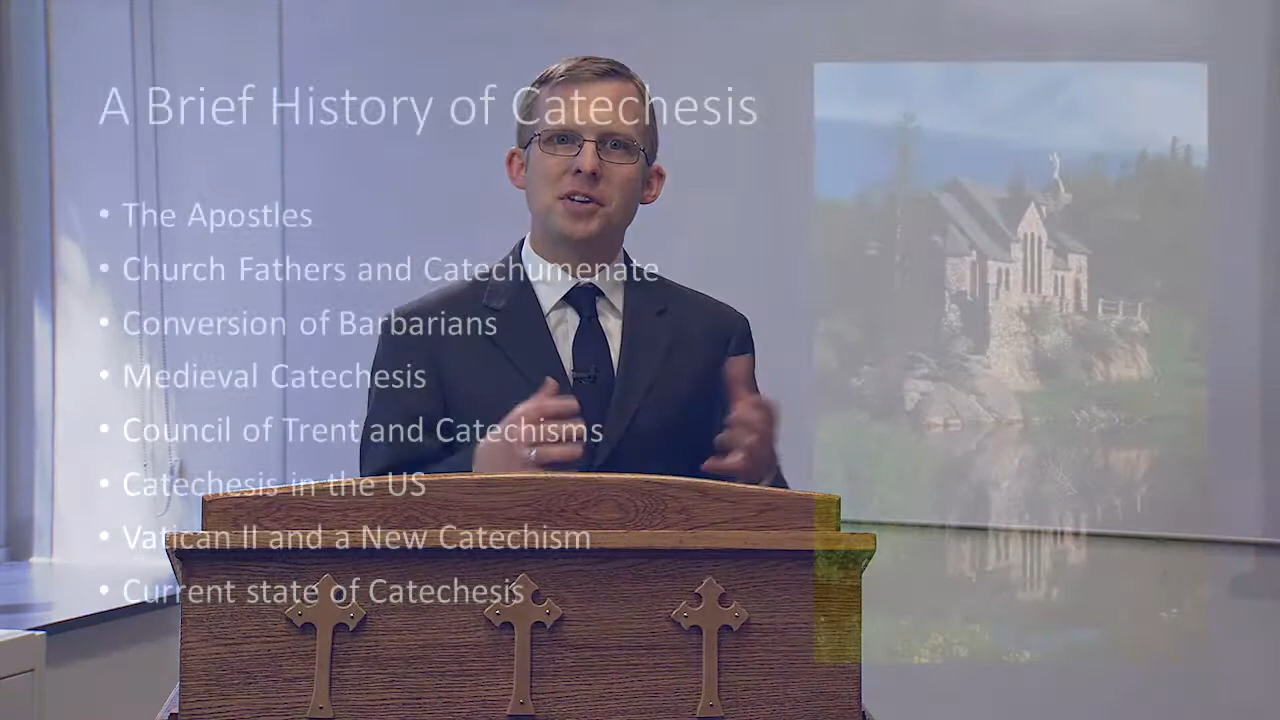 A Brief History of Catechesis
• The Apostles
• Church Fathers and Catechumenate
• Conversion of Barbarians
• Medieval Catechesis
• Council of Trent and Catechisms
• Catechesis in the US
• Vatican II and a New Catechism
• Current state of Catechesis